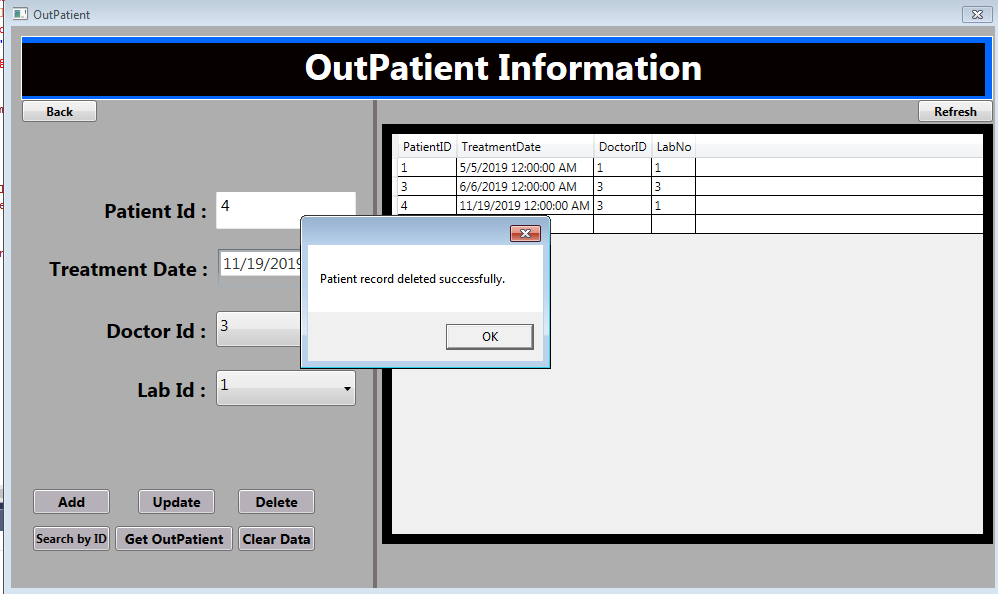 OutPatient
OutPatient Information
Back
Refresh
Patient Id : 4
Treatment Date : 11/19/2019
Doctor Id : 3
Lab Id : 1
PatientID TreatmentDate DoctorID LabNo
1 5/5/2019 12:00:00 AM 1 1
3 6/6/2019 12:00:00 AM 3 3
4 11/19/2019 12:00:00 AM 3 1
Patient record deleted successfully.
OK
Add Update Delete
Search by ID Get OutPatient Clear Data